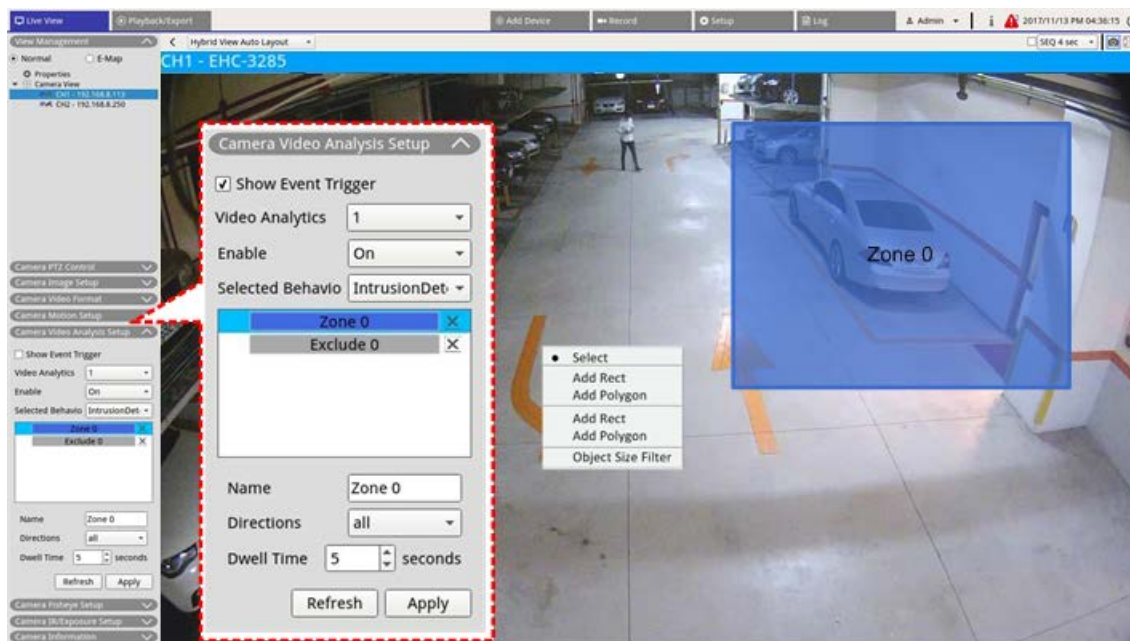 Live View
Playback/Export
Add Device
Record
Setup
Log
Admin
2017/11/13 PM 04:36:15
View Management
Hybrid View Auto Layout
SEQ 4 sec
Normal
E-Map
Properties
Camera View
CH1 - 192.168.8.113
CH2 - 192.168.8.250
CH1 - EHC-3285
Camera PTZ Control
Camera Image Setup
Camera Video Format
Camera Motion Setup
Camera Video Analysis Setup
Show Event Trigger
Video Analytics 1
Enable On
Selected Behavio IntrusionDet
Zone 0
Exclude 0
Name Zone 0
Directions all
Dwell Time 5 seconds
Refresh Apply
Camera Fisheye Setup
Camera IR/Exposure Setup
Camera Information
Camera Video Analysis Setup
Show Event Trigger
Video Analytics 1
Enable On
Selected Behavio IntrusionDet
Zone 0
Exclude 0
Name Zone 0
Directions all
Dwell Time 5 seconds
Refresh Apply
Select
Add Rect
Add Polygon
Add Rect
Add Polygon
Object Size Filter
Zone 0